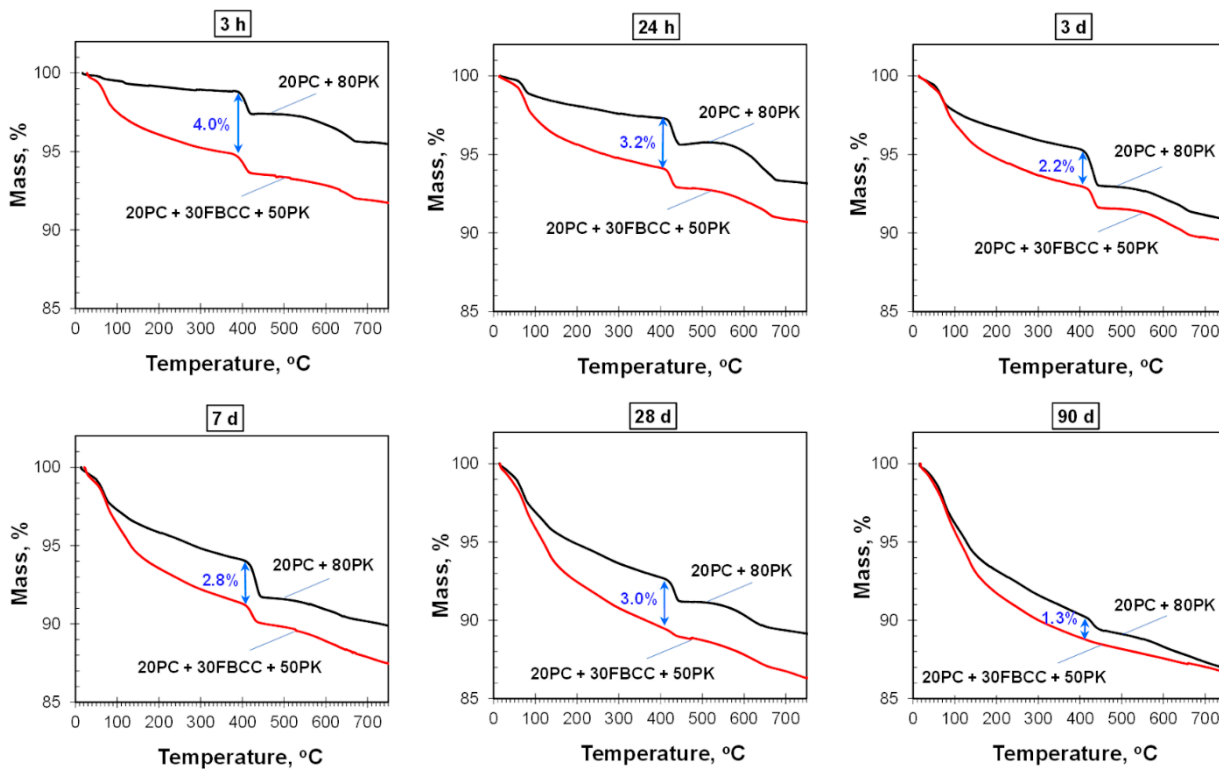 3 h
100
95
90
85
Mass, %
20PC + 80PK
4.0%
20PC + 30FBCC + 50PK
0 100 200 300 400 500 600 700
Temperature, ºC
24 h
100
95
90
85
Mass, %
20PC + 80PK
3.2%
20PC + 30FBCC + 50PK
0 100 200 300 400 500 600 700
Temperature, ºC
3 d
100
95
90
85
Mass, %
20PC + 80PK
2.2%
20PC + 30FBCC + 50PK
0 100 200 300 400 500 600 700
Temperature, ºC
7 d
100
95
90
85
Mass, %
20PC + 80PK
2.8%
20PC + 30FBCC + 50PK
0 100 200 300 400 500 600 700
Temperature, ºC
28 d
100
95
90
85
Mass, %
20PC + 80PK
3.0%
20PC + 30FBCC + 50PK
0 100 200 300 400 500 600 700
Temperature, ºC
90 d
100
95
90
85
Mass, %
20PC + 80PK
1.3%
20PC + 30FBCC + 50PK
0 100 200 300 400 500 600 700
Temperature, ºC